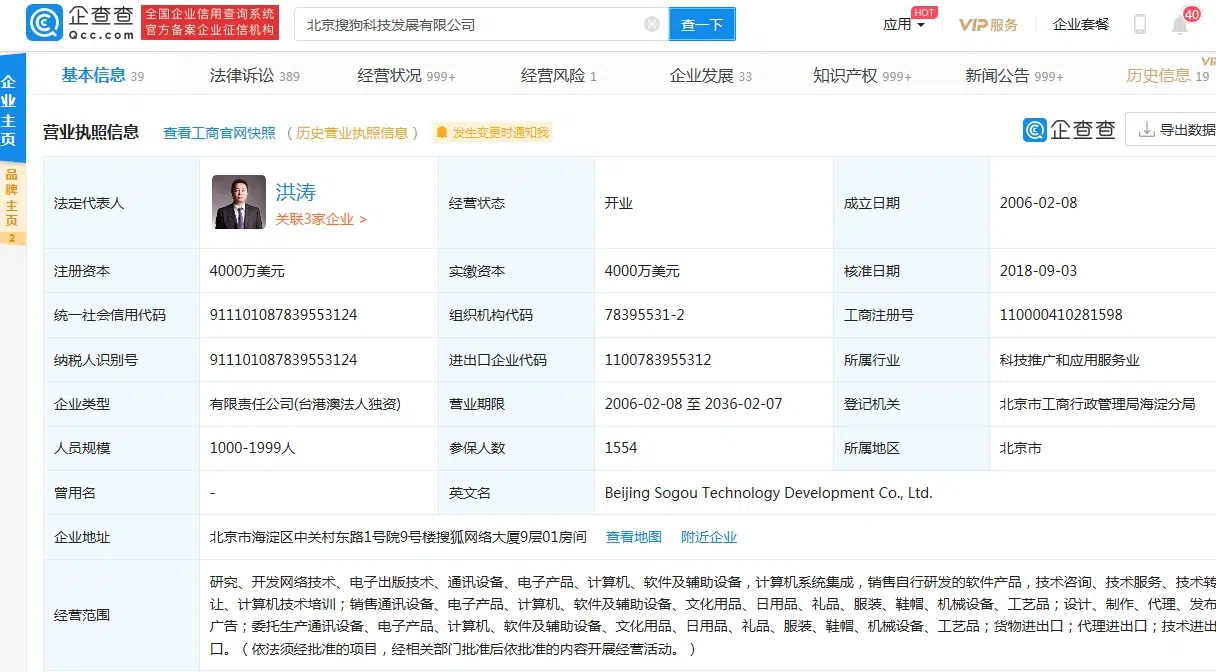 企查查
Qcc.com
全国企业信用查询系统
官方备案企业征信机构
北京搜狗科技发展有限公司
查一下
应用
HOT
VIP服务
企业套餐
40
企业主页
品牌主页
2
基本信息 39
法律诉讼 389
经营状况 999+
经营风险 1
企业发展 33
知识产权 999+
新闻公告 999+
历史信息 19
营业执照信息
查看工商官网快照
( 历史营业执照信息 )
发生变更时通知我
企查查
导出数据
法定代表人
洪涛
关联3家企业 >
经营状态
开业
成立日期
2006-02-08
注册资本
4000万美元
实缴资本
4000万美元
核准日期
2018-09-03
统一社会信用代码
911101087839553124
组织机构代码
78395531-2
工商注册号
110000410281598
纳税人识别号
911101087839553124
进出口企业代码
1100783955312
所属行业
科技推广和应用服务业
企业类型
有限责任公司(台港澳法人独资)
营业期限
2006-02-08 至 2036-02-07
登记机关
北京市工商行政管理局海淀分局
人员规模
1000-1999人
参保人数
1554
所属地区
北京市
曾用名
-
英文名
Beijing Sogou Technology Development Co., Ltd.
企业地址
北京市海淀区中关村东路1号院9号楼搜狐网络大厦9层01房间
查看地图
附近企业
经营范围
研究、开发网络技术、电子出版技术、通讯设备、电子产品、计算机、软件及辅助设备，计算机系统集成，销售自行研发的软件产品，技术咨询、技术服务、技术转
让、计算机技术培训；销售通讯设备、电子产品、计算机、软件及辅助设备、文化用品、日用品、礼品、服装、鞋帽、机械设备、工艺品；设计、制作、代理、发布
广告；委托生产通讯设备、电子产品、计算机、软件及辅助设备、文化用品、日用品、礼品、服装、鞋帽、机械设备、工艺品；货物进出口；代理进出口；技术进出
口。（依法须经批准的项目，经相关部门批准后依批准的内容开展经营活动。）